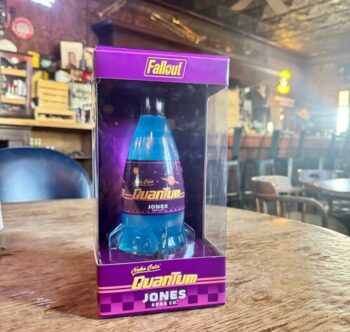 Fallout
Nuka Cola
Quantum
JONES
SODA CO.
Nuka Cola
Quantum
JONES
SODA CO.